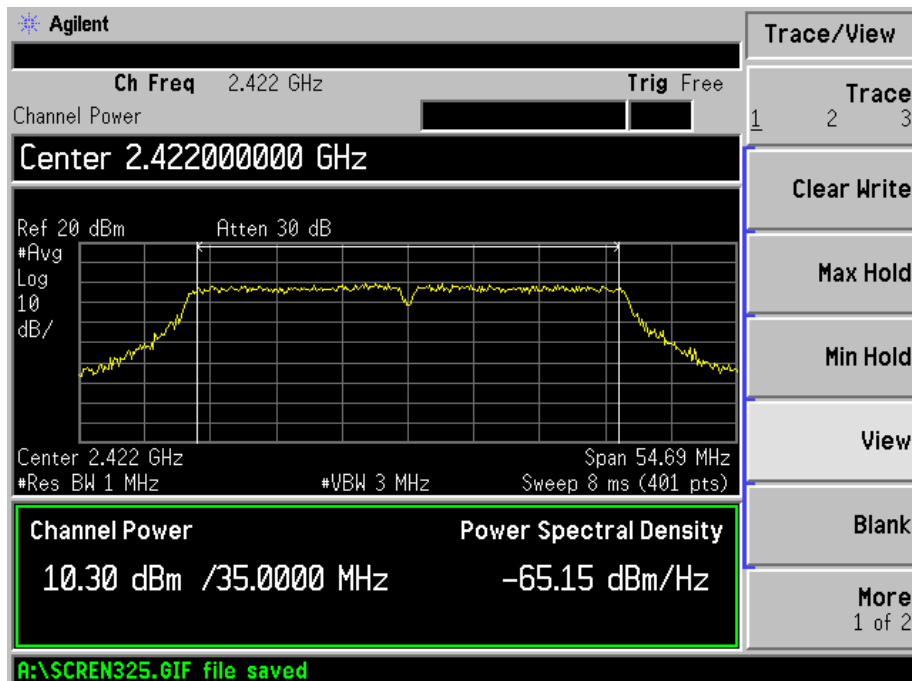 Agilent
Trace/View
Ch Freq 2.422 GHz Trig Free
Channel Power
Center 2.422000000 GHz
Ref 20 dBm Atten 30 dB
#Avg
Log
10
dB/
Center 2.422 GHz Span 54.69 MHz
#Res BW 1 MHz #VBW 3 MHz Sweep 8 ms (401 pts)
Channel Power Power Spectral Density
10.30 dBm /35.0000 MHz -65.15 dBm/Hz
A:\SCREN325.GIF file saved
Trace
1 2 3
Clear Write
Max Hold
Min Hold
View
Blank
More
1 of 2